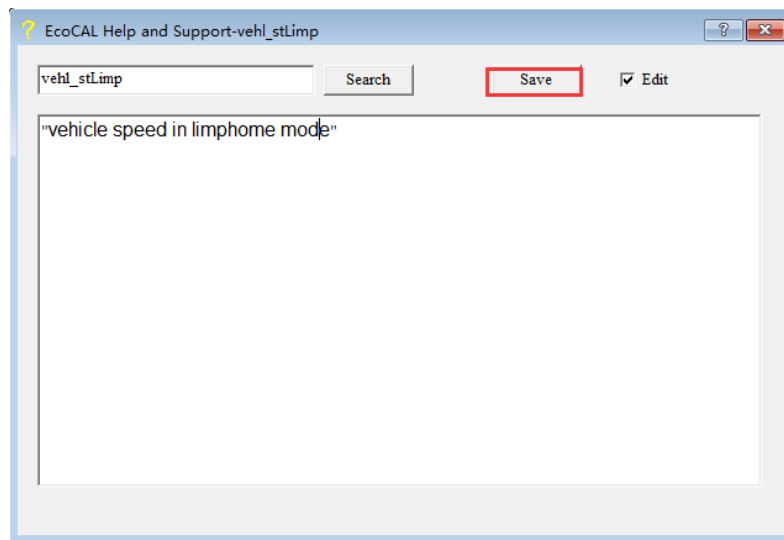 EcoCAL Help and Support-vehl_stLimp
vehl_stLimp Search Save Edit
"vehicle speed in limphome mode"